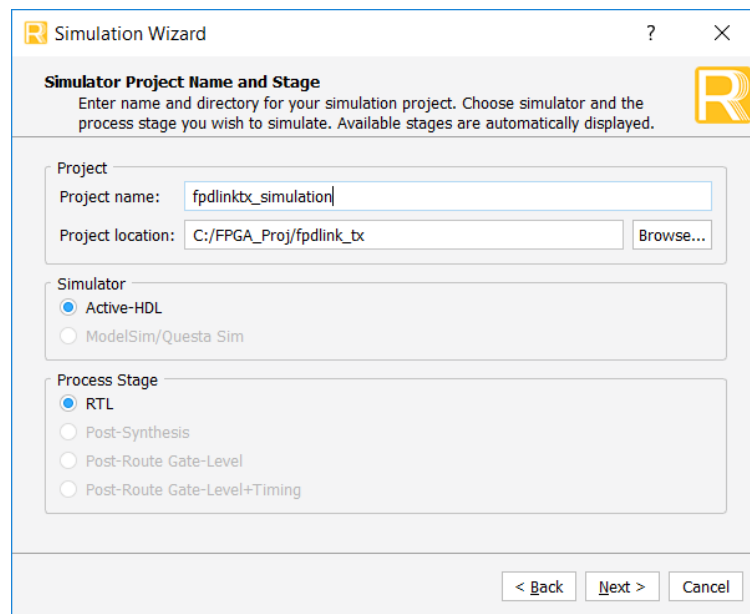 Simulation Wizard
?
Simulator Project Name and Stage
Enter name and directory for your simulation project. Choose simulator and the
process stage you wish to simulate. Available stages are automatically displayed.
Project
Project name:
fpdlinktx_simulation
Project location:
C:/FPGA_Proj/fpdlink_tx
Browse...
Simulator
Active-HDL
ModelSim/Questa Sim
Process Stage
RTL
Post-Synthesis
Post-Route Gate-Level
Post-Route Gate-Level+Timing
< Back
Next >
Cancel